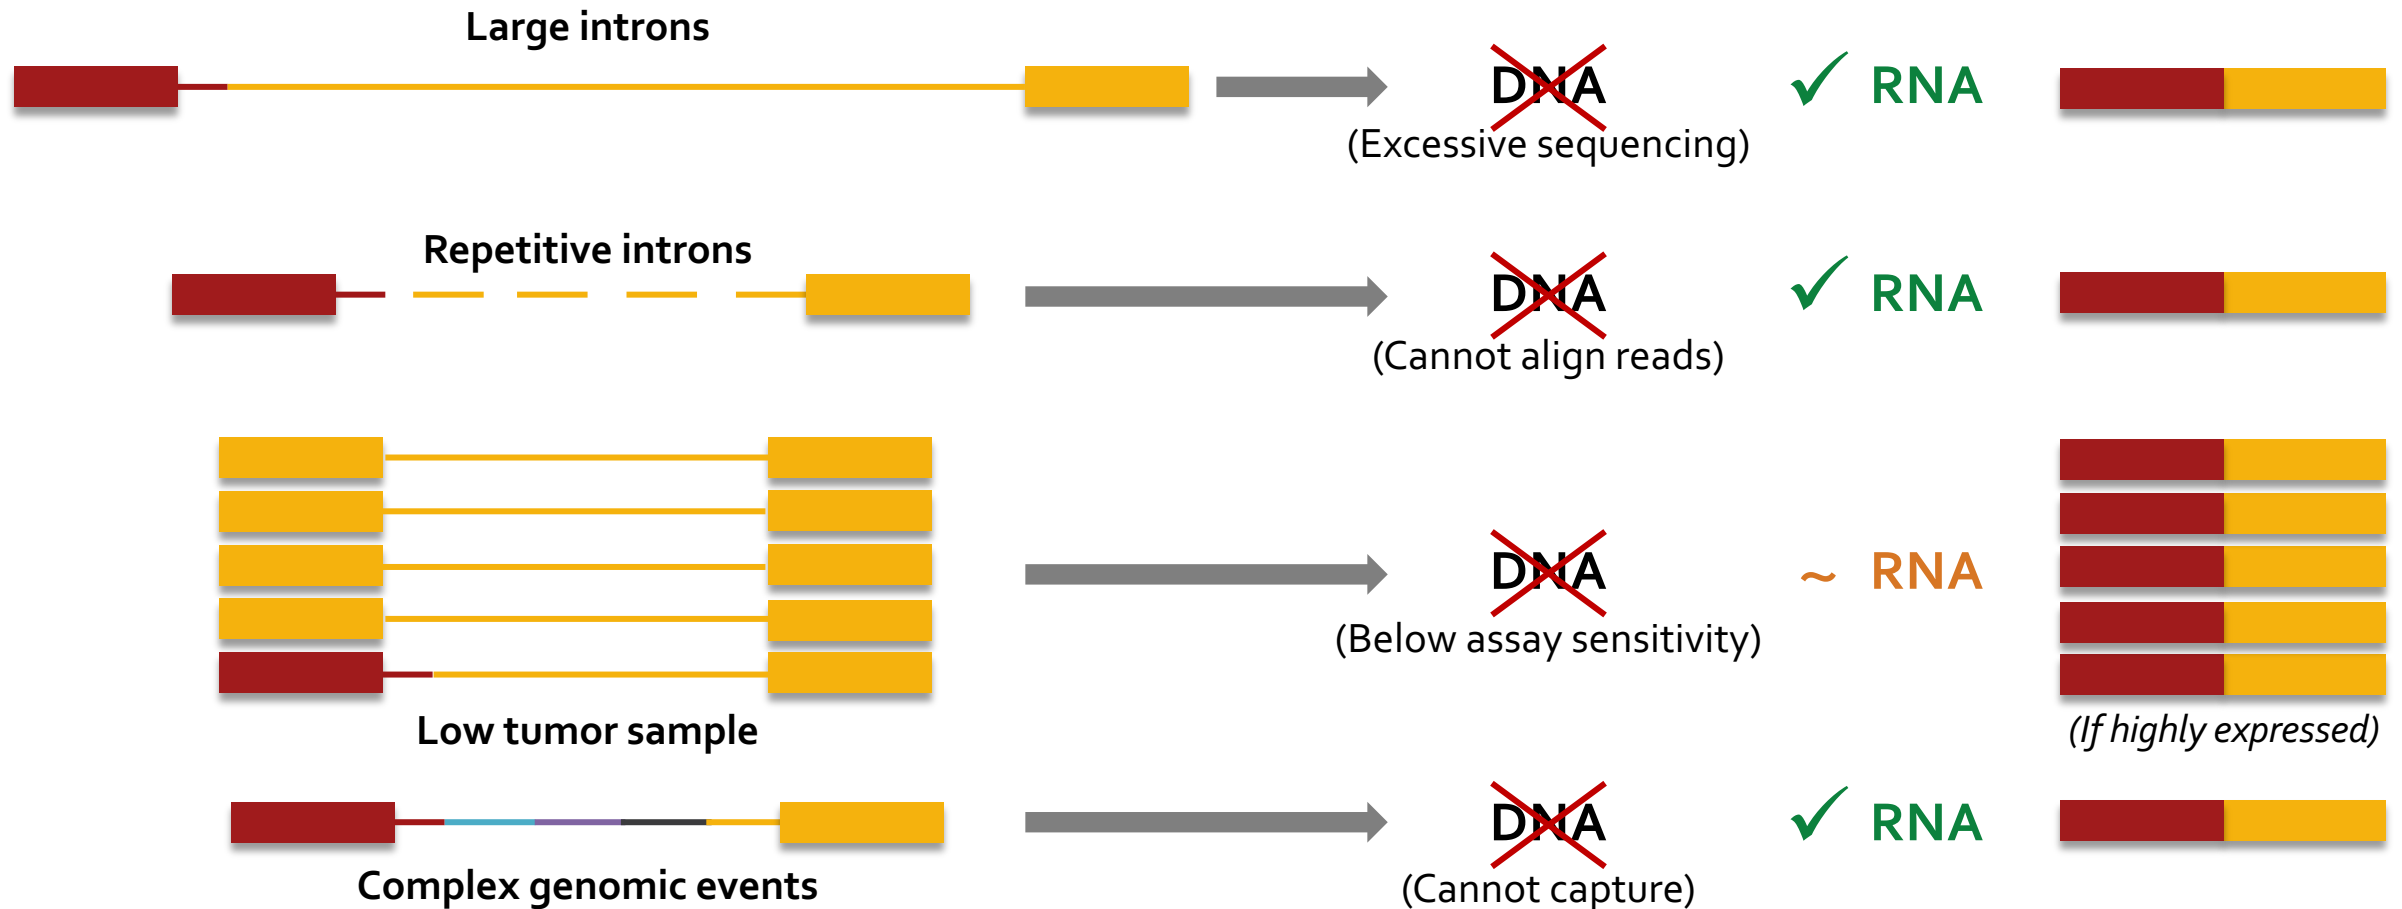 Large introns
DNA ✓ RNA
(Excessive sequencing)
Repetitive introns
DNA ✓ RNA
(Cannot align reads)
DNA ~ RNA
(Below assay sensitivity)
Low tumor sample
(If highly expressed)
DNA ✓ RNA
Complex genomic events
(Cannot capture)